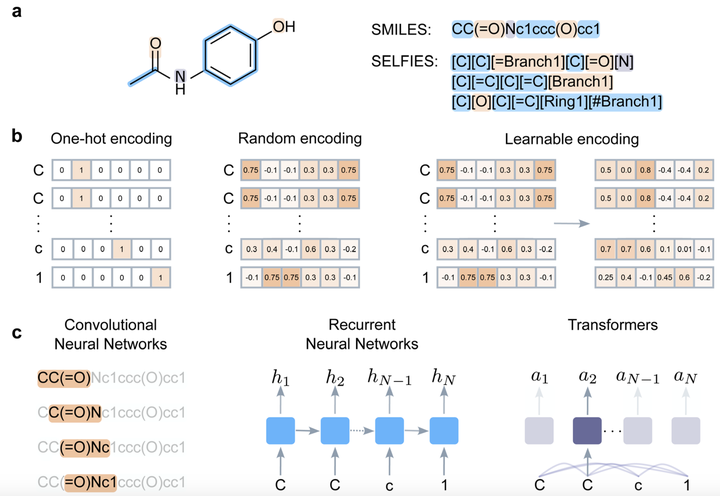 a
O
N
H
OH
SMILES: CC(=O)Nc1ccc(O)cc1
SELFIES: [C][C][=Branch1][C][=O][N]
[C][=C][C][=C][Branch1]
[C][O][C][=C][Ring1][#Branch1]
b
One-hot encoding
C 0 1 0 0 0 0
C 0 1 0 0 0 0
c 0 0 0 1 0 0
1 0 0 0 0 0 1
Random encoding
C 0.75 -0.1 -0.1 0.3 0.3 0.75
C 0.75 -0.1 -0.1 0.3 0.3 0.75
c 0.3 0.4 -0.1 0.6 0.3 -0.2
1 -0.1 0.75 0.75 0.3 0.3 -0.1
Learnable encoding
C 0.75 -0.1 -0.1 0.3 0.3 0.75 0.5 0.0 0.8 -0.4 -0.4 0.2
C 0.75 -0.1 -0.1 0.3 0.3 0.75 0.5 0.0 0.8 -0.4 -0.4 0.2
c 0.3 0.4 -0.1 0.6 0.3 -0.2 0.7 0.7 0.6 0.1 0.01 -0.1
1 -0.1 0.75 0.75 0.3 0.3 -0.1 0.25 0.4 -0.1 0.45 0.6 -0.2
c
Convolutional
Neural Networks
CC(=O)Nc1ccc(O)cc1
CC(=O)Nc1ccc(O)cc1
CC(=O)Nc1ccc(O)cc1
CC(=O)Nc1ccc(O)cc1
Recurrent
Neural Networks
h1 h2 hN−1 hN
C C c 1
Transformers
a1 a2 aN−1 aN
C C c 1